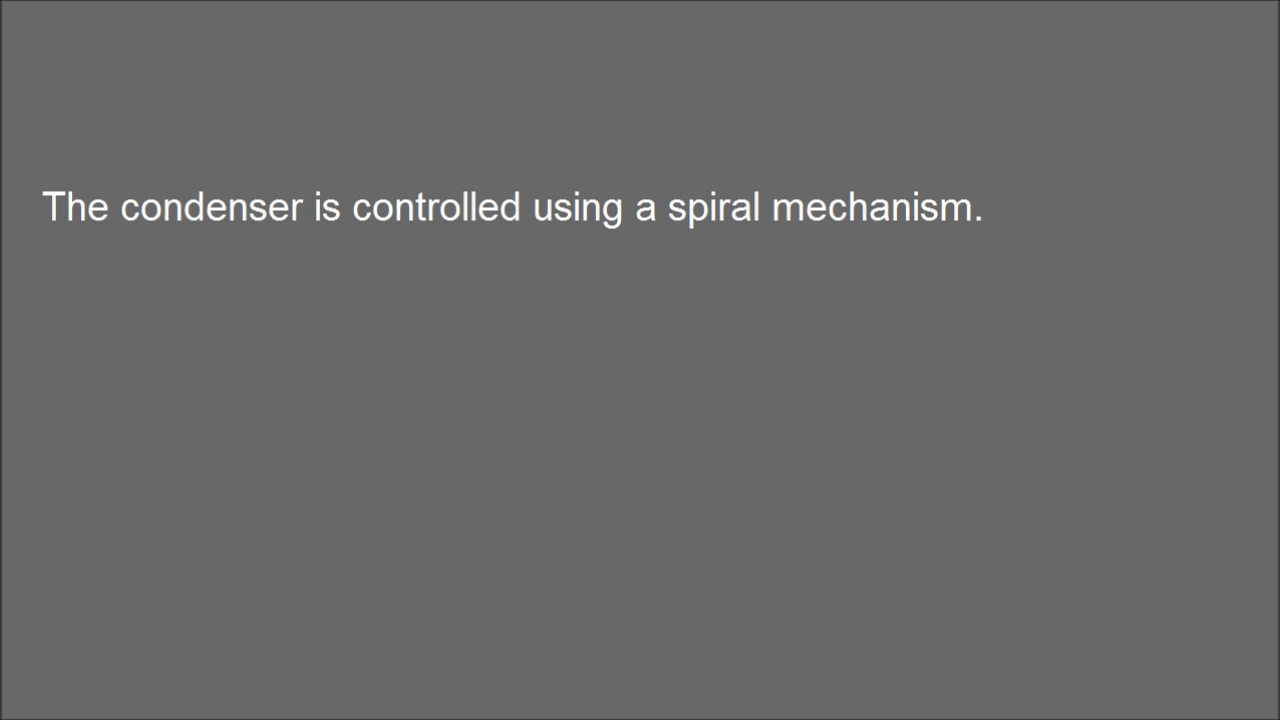 The condenser is controlled using a spiral mechanism.